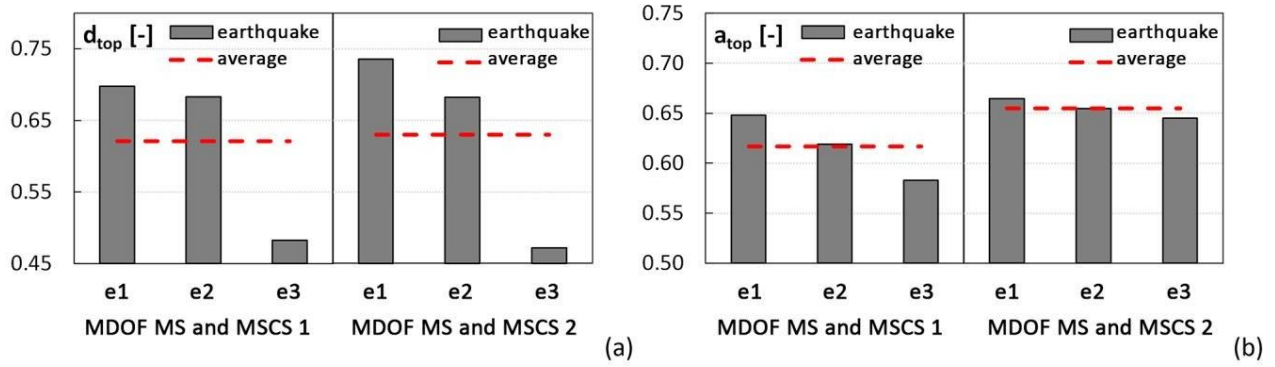 d_top [-]
earthquake
average
earthquake
average
0.75
0.65
0.55
0.45
e1 e2 e3 e1 e2 e3
MDOF MS and MSCS 1 MDOF MS and MSCS 2
(a)
a_top [-]
earthquake
average
earthquake
average
0.75
0.70
0.65
0.60
0.55
0.50
e1 e2 e3 e1 e2 e3
MDOF MS and MSCS 1 MDOF MS and MSCS 2
(b)